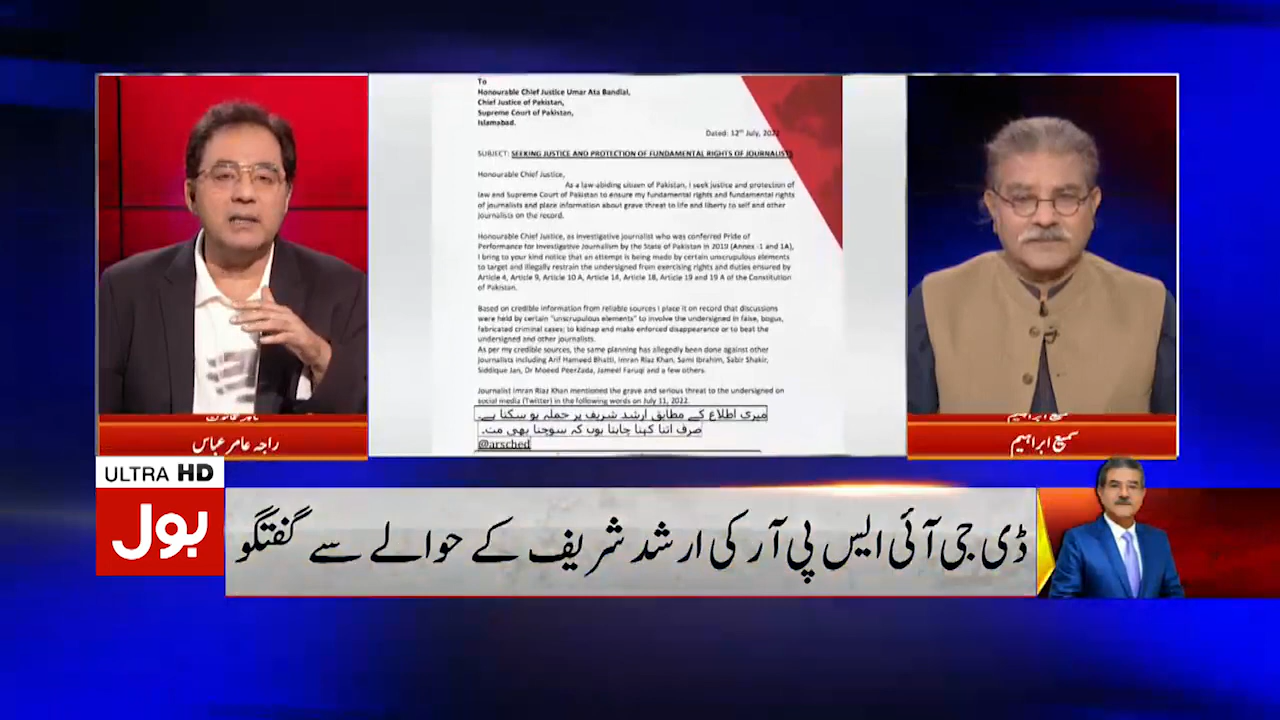 To
Honourable Chief Justice Umar Ata Bandial,
Chief Justice of Pakistan,
Supreme Court of Pakistan,
Islamabad.
Dated: 12th July, 2022
SUBJECT: SEEKING JUSTICE AND PROTECTION OF FUNDAMENTAL RIGHTS OF JOURNALISTS
Honourable Chief Justice,
As a law-abiding citizen of Pakistan, I seek justice and protection of
law and Supreme Court of Pakistan to ensure my fundamental rights and fundamental rights
of journalists and place information about grave threat to life and liberty to self and other
journalists on the record.
Honourable Chief Justice, as investigative journalist who was conferred Pride of
Performance for Investigative Journalism by the State of Pakistan in 2019 (Annex -1 and 1A),
I bring to your kind notice that an attempt is being made by certain unscrupulous elements
to target and illegally restrain the undersigned from exercising rights and duties ensured by
Article 4, Article 9, Article 10 A, Article 14, Article 18, Article 19 and 19 A of the Constitution
of Pakistan.
Based on credible information from reliable sources I place it on record that discussions
were held by certain "unscrupulous elements" to involve the undersigned in false, bogus,
fabricated criminal cases; to kidnap and make enforced disappearance or to beat the
undersigned and other journalists.
As per my credible sources, the same planning has allegedly been done against other
journalists including Arif Hameed Bhatti, Imran Riaz Khan, Sami Ibrahim, Sabir Shakir,
Siddique Jan, Dr Moeed PeerZada, Jameel Faruqi and a few others.
Journalist Imran Riaz Khan mentioned the grave and serious threat to the undersigned on
social media (Twitter) in the following words on July 11, 2022.
میری اطلاع کے مطابق ارشد شریف پر حملہ ہو سکتا ہے۔
صرف اتنا کہنا چاہتا ہوں کہ سوچنا بھی مت۔
@arsched
راجہ عامر عباس
سمیع ابراہیم
سمیع ابراہیم
ULTRA HD
بول
ڈی جی آئی ایس پی آر کی ارشد شریف کے حوالے سے گفتگو